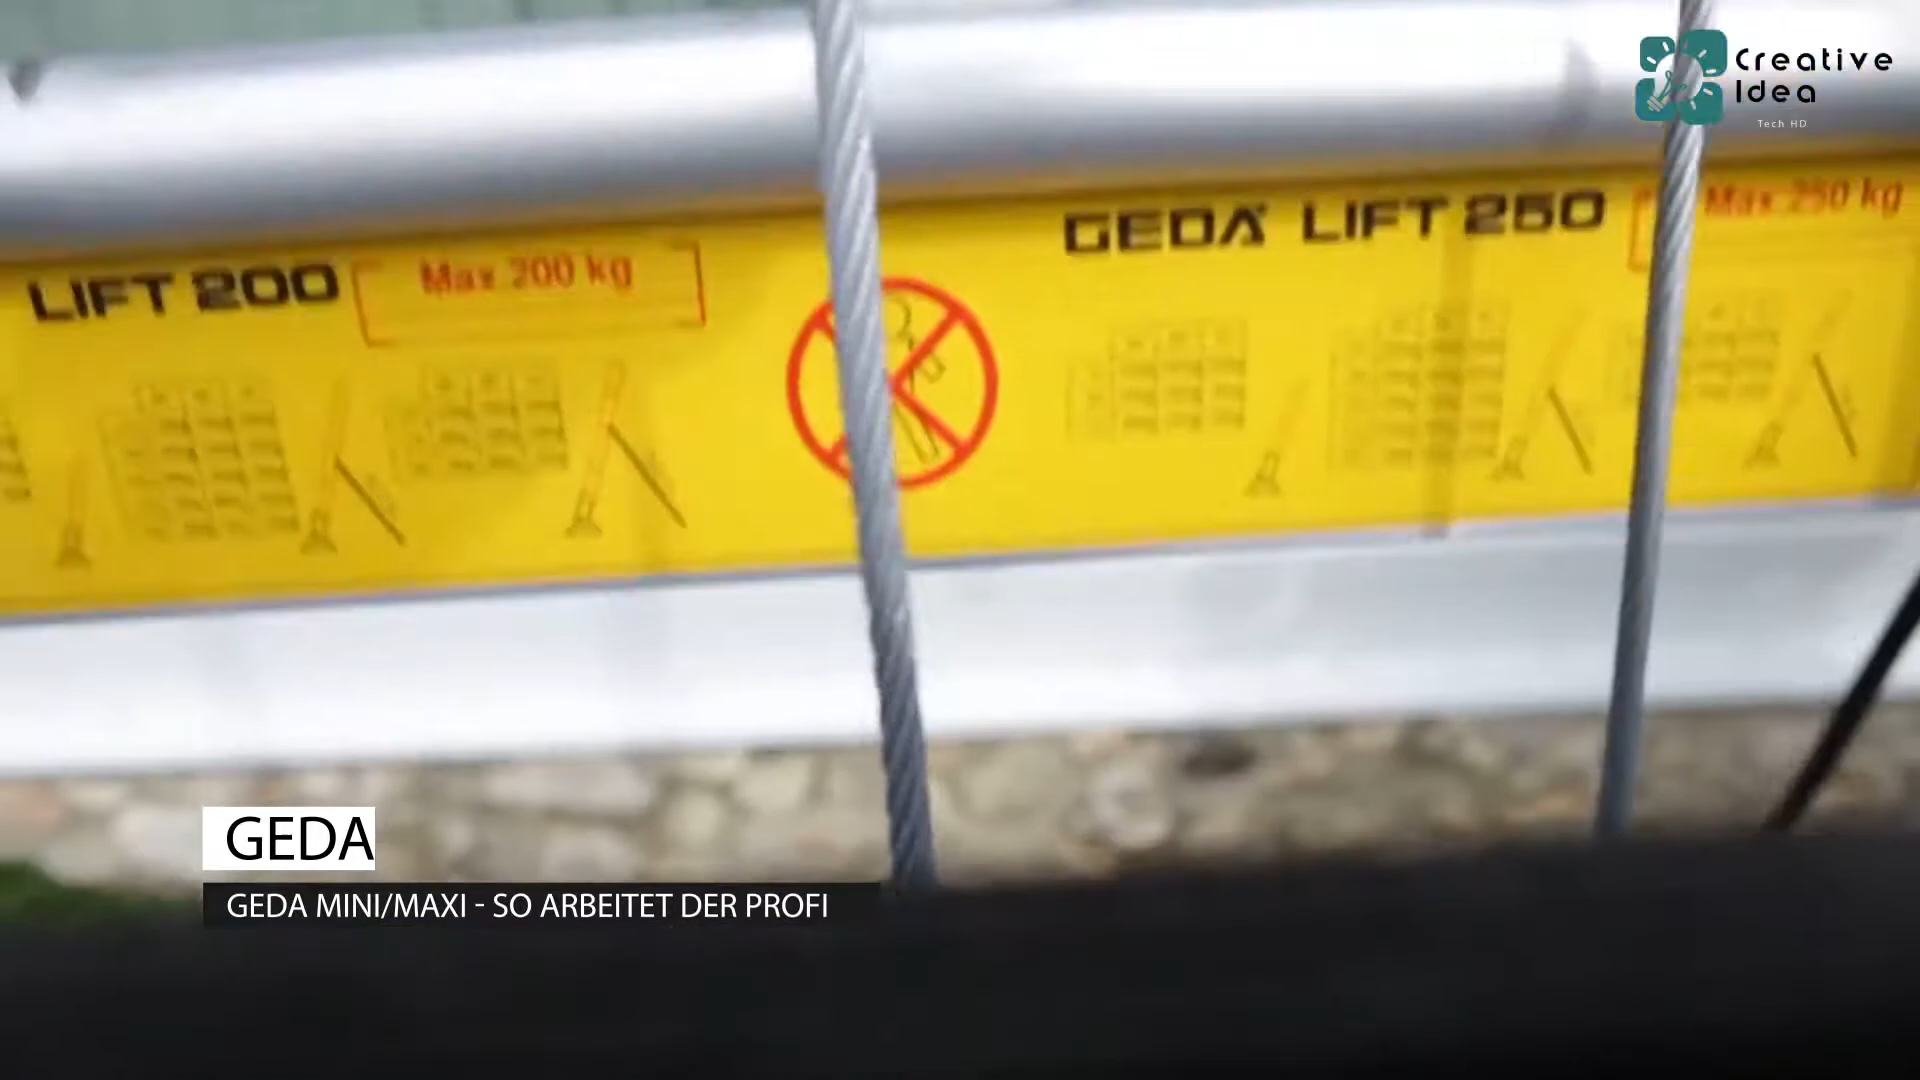 Creative
Idea
Tech HD
GEDA LIFT 250
Max 250 kg
LIFT 200
Max 200 kg
GEDA
GEDA MINI/MAXI - SO ARBEITET DER PROFI